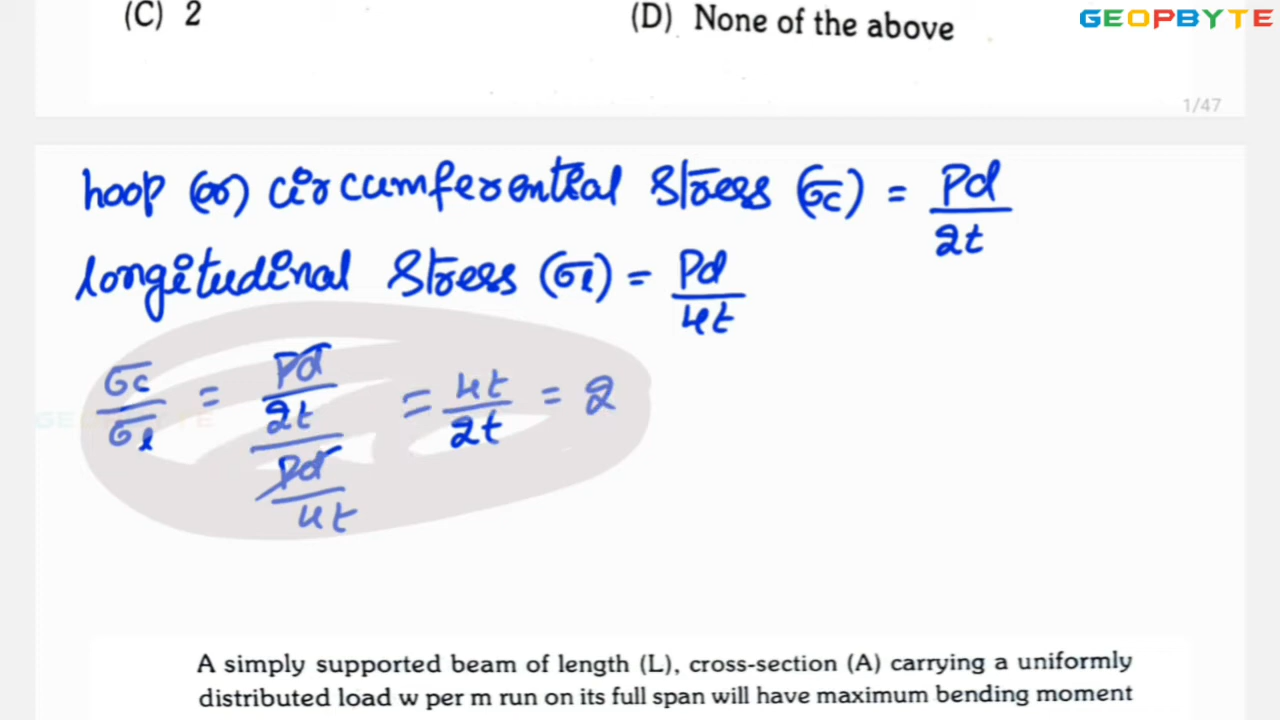 (C) 2
(D) None of the above
GEOPBYTE
1/47
hoop (or) circumferential Stress (σc) = Pd/2t
longitudinal Stress (σl) = Pd/4t
σc/σl = (Pd/2t)/(Pd/4t) = 4t/2t = 2
A simply supported beam of length (L), cross-section (A) carrying a uniformly
distributed load w per m run on its full span will have maximum bending moment